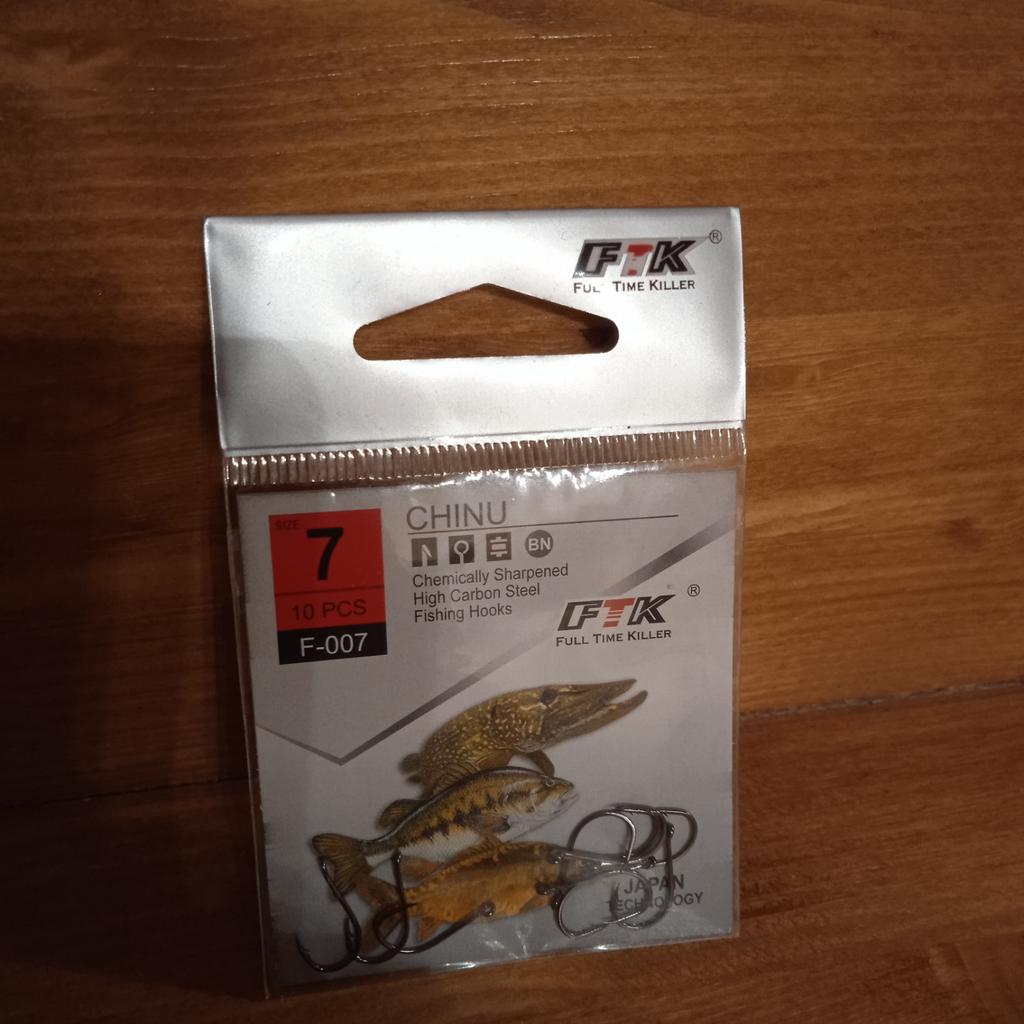 FTK®
FULL TIME KILLER
SIZE
7
10 PCS
F-007
CHINU
BN
Chemically Sharpened
High Carbon Steel
Fishing Hooks
FTK®
FULL TIME KILLER
JAPAN
TECHNOLOGY